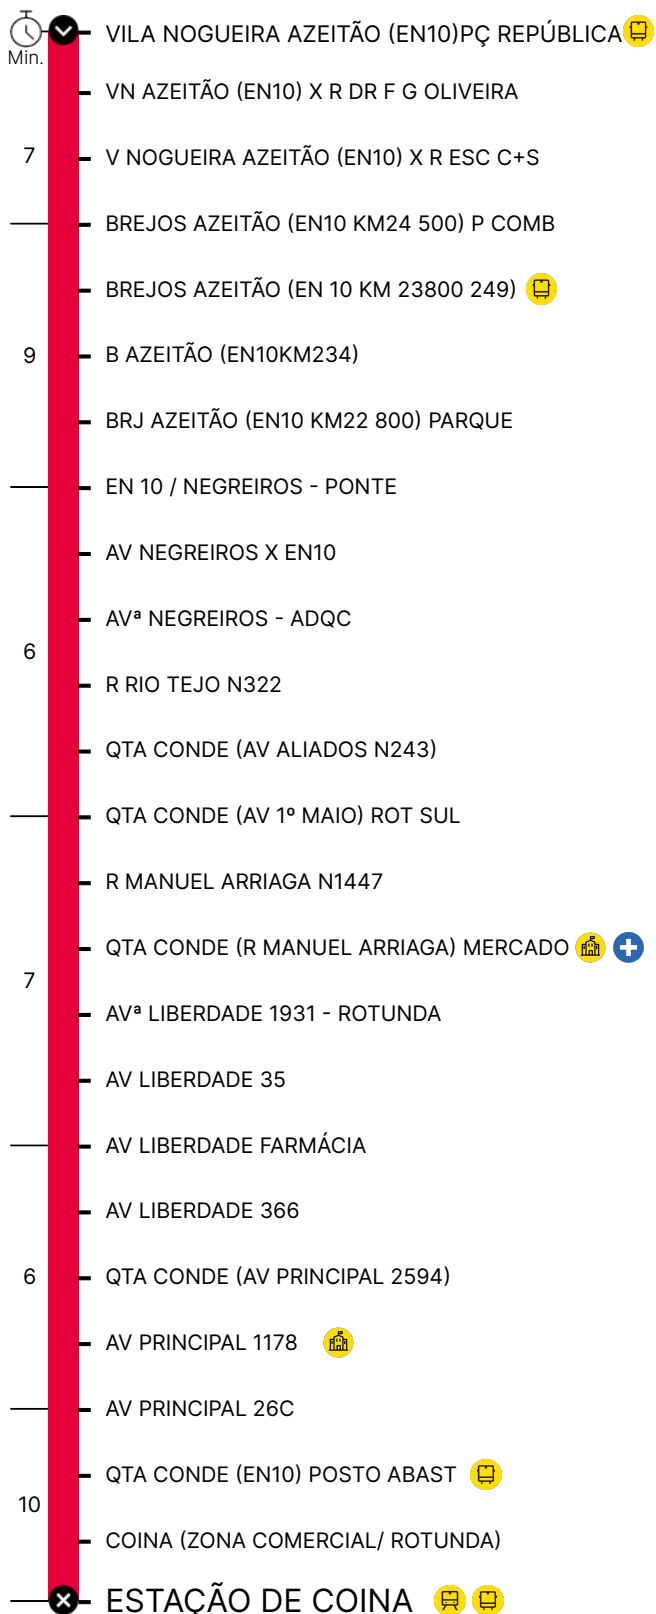 VILA NOGUEIRA AZEITÃO (EN10)PÇ REPÚBLICA
Min.
VN AZEITÃO (EN10) X R DR F G OLIVEIRA
7
V NOGUEIRA AZEITÃO (EN10) X R ESC C+S
BREJOS AZEITÃO (EN10 KM24 500) P COMB
BREJOS AZEITÃO (EN 10 KM 23800 249)
9
B AZEITÃO (EN10KM234)
BRJ AZEITÃO (EN10 KM22 800) PARQUE
EN 10 / NEGREIROS - PONTE
AV NEGREIROS X EN10
AVª NEGREIROS - ADQC
6
R RIO TEJO N322
QTA CONDE (AV ALIADOS N243)
QTA CONDE (AV 1º MAIO) ROT SUL
R MANUEL ARRIAGA N1447
QTA CONDE (R MANUEL ARRIAGA) MERCADO
7
AVª LIBERDADE 1931 - ROTUNDA
AV LIBERDADE 35
AV LIBERDADE FARMÁCIA
AV LIBERDADE 366
6
QTA CONDE (AV PRINCIPAL 2594)
AV PRINCIPAL 1178
AV PRINCIPAL 26C
QTA CONDE (EN10) POSTO ABAST
10
COINA (ZONA COMERCIAL/ ROTUNDA)
ESTAÇÃO DE COINA